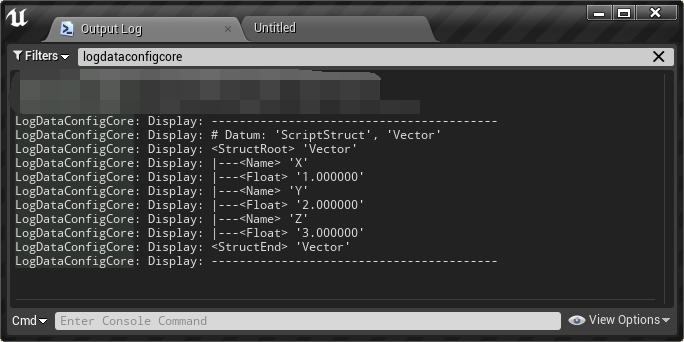 Output Log
Untitled
Filters
logdataconfigcore
LogDataConfigCore: Display: -----------------------------------------
LogDataConfigCore: Display: # Datum: 'ScriptStruct', 'Vector'
LogDataConfigCore: Display: <StructRoot> 'Vector'
LogDataConfigCore: Display: |---<Name> 'X'
LogDataConfigCore: Display: |---<Float> '1.000000'
LogDataConfigCore: Display: |---<Name> 'Y'
LogDataConfigCore: Display: |---<Float> '2.000000'
LogDataConfigCore: Display: |---<Name> 'Z'
LogDataConfigCore: Display: |---<Float> '3.000000'
LogDataConfigCore: Display: <StructEnd> 'Vector'
LogDataConfigCore: Display: -----------------------------------------
Cmd
Enter Console Command
View Options